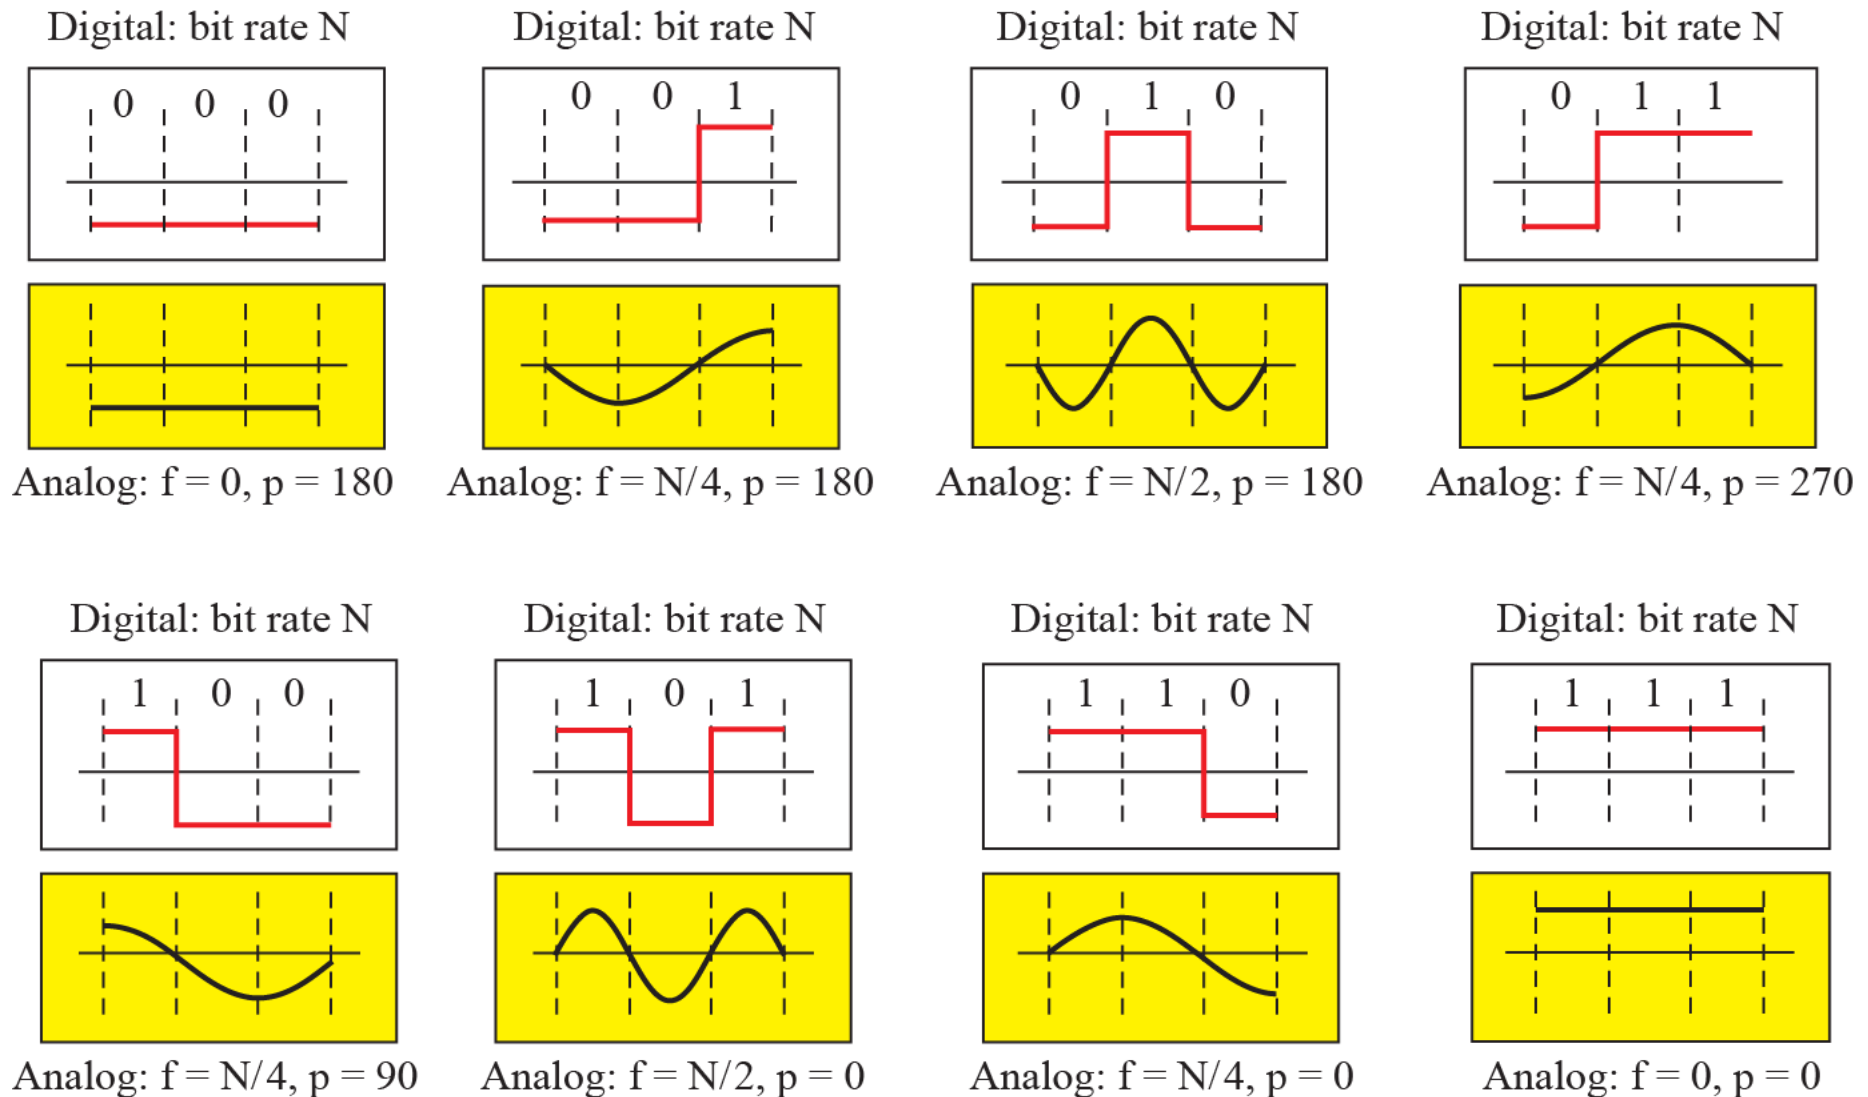 Digital: bit rate N
Digital: bit rate N
Digital: bit rate N
Digital: bit rate N
0 0 0
0 0 1
0 1 0
0 1 1
Analog: f = 0, p = 180
Analog: f = N/4, p = 180
Analog: f = N/2, p = 180
Analog: f = N/4, p = 270
Digital: bit rate N
Digital: bit rate N
Digital: bit rate N
Digital: bit rate N
1 0 0
1 0 1
1 1 0
1 1 1
Analog: f = N/4, p = 90
Analog: f = N/2, p = 0
Analog: f = N/4, p = 0
Analog: f = 0, p = 0